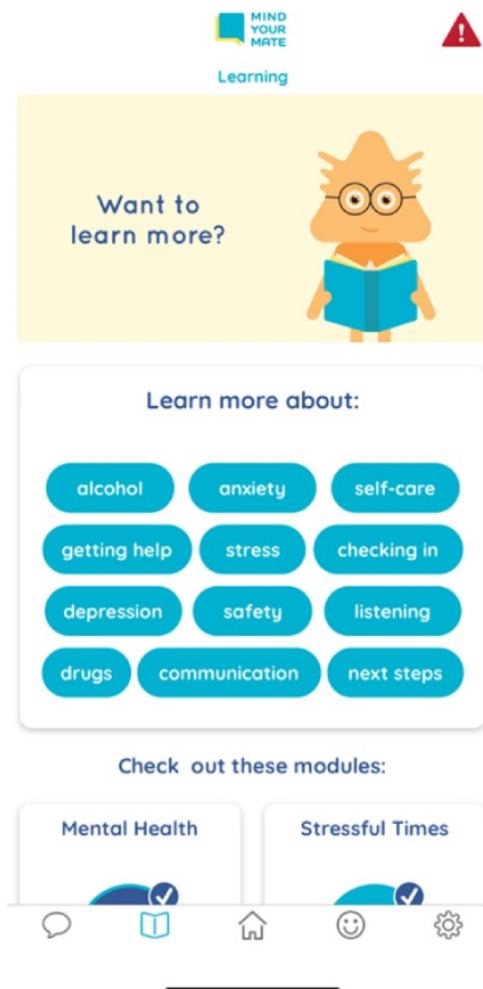 MIND
YOUR
MATE
Learning
Want to
learn more?
Learn more about:
alcohol anxiety self-care
getting help stress checking in
depression safety listening
drugs communication next steps
Check out these modules:
Mental Health Stressful Times